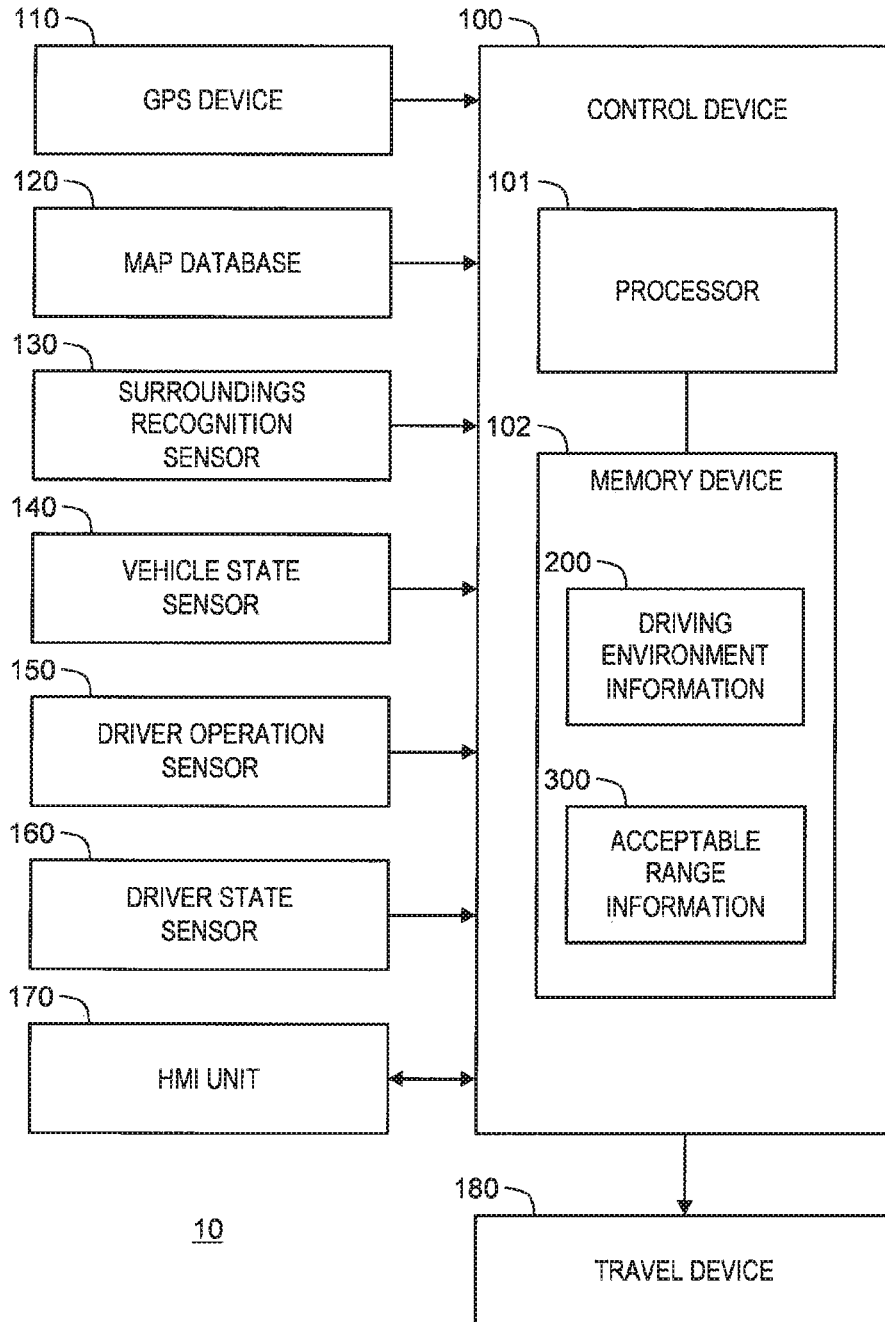 110
GPS DEVICE
100
CONTROL DEVICE
120
MAP DATABASE
101
PROCESSOR
130
SURROUNDINGS
RECOGNITION
SENSOR
102
MEMORY DEVICE
140
VEHICLE STATE
SENSOR
200
DRIVING
ENVIRONMENT
INFORMATION
150
DRIVER OPERATION
SENSOR
300
ACCEPTABLE
RANGE
INFORMATION
160
DRIVER STATE
SENSOR
170
HMI UNIT
10
180
TRAVEL DEVICE